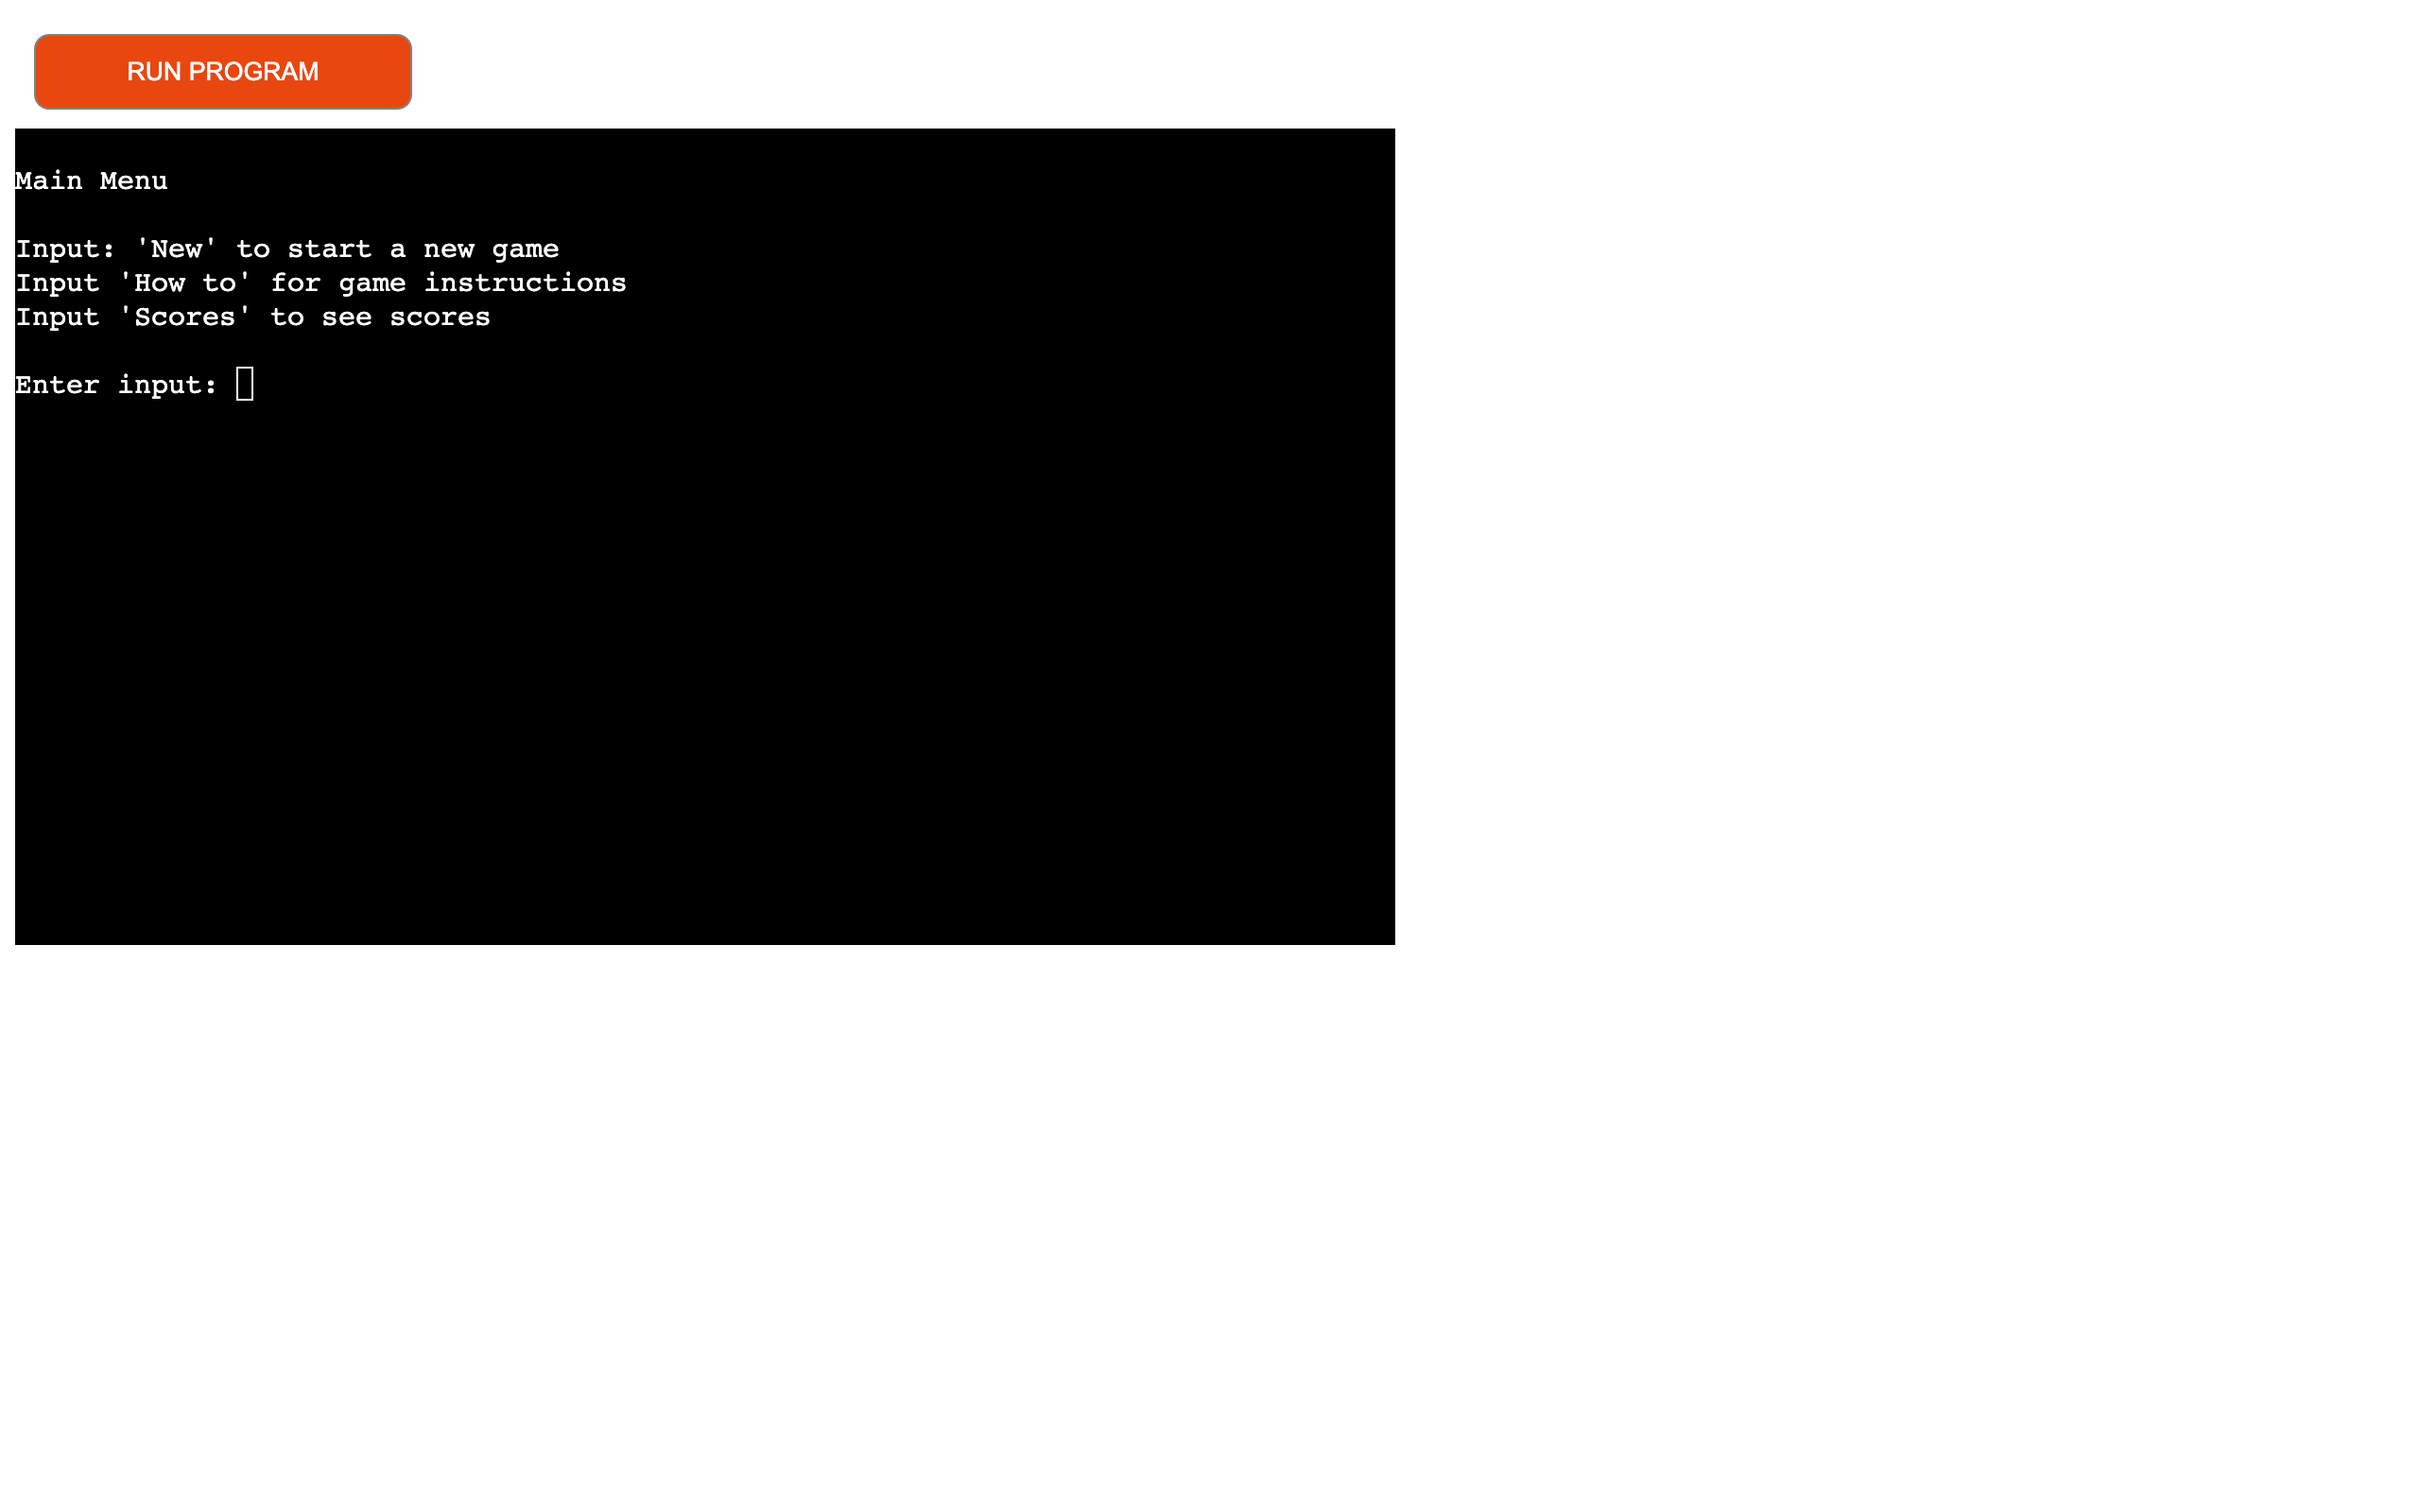 RUN PROGRAM
Main Menu
Input: 'New' to start a new game
Input 'How to' for game instructions
Input 'Scores' to see scores
Enter input: